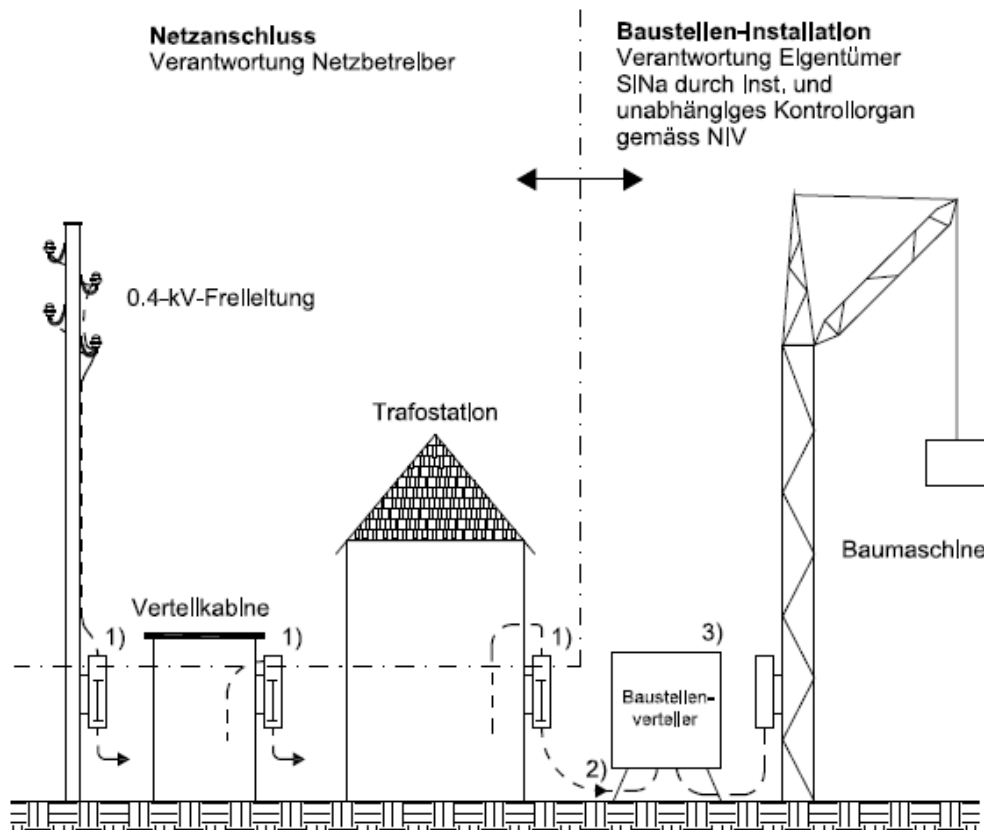 Netzanschluss
Verantwortung Netzbetreiber
Baustellen-Installation
Verantwortung Eigentümer
SiNa durch Inst. und
unabhängiges Kontrollorgan
gemäss NIV
0.4-kV-Freileitung
Trafostation
Baumaschine
Verteilkabine
1)
1)
1)
3)
Baustellen-
verteiler
2)